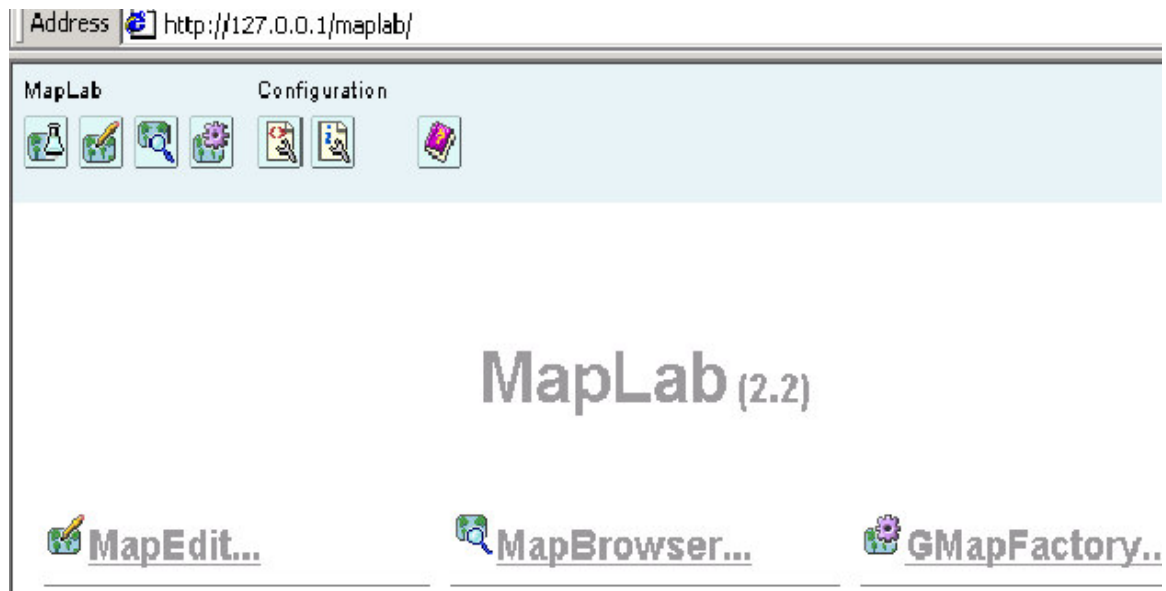 Address http://127.0.0.1/maplab/
MapLab Configuration
MapLab (2.2)
MapEdit... MapBrowser... GMapFactory...